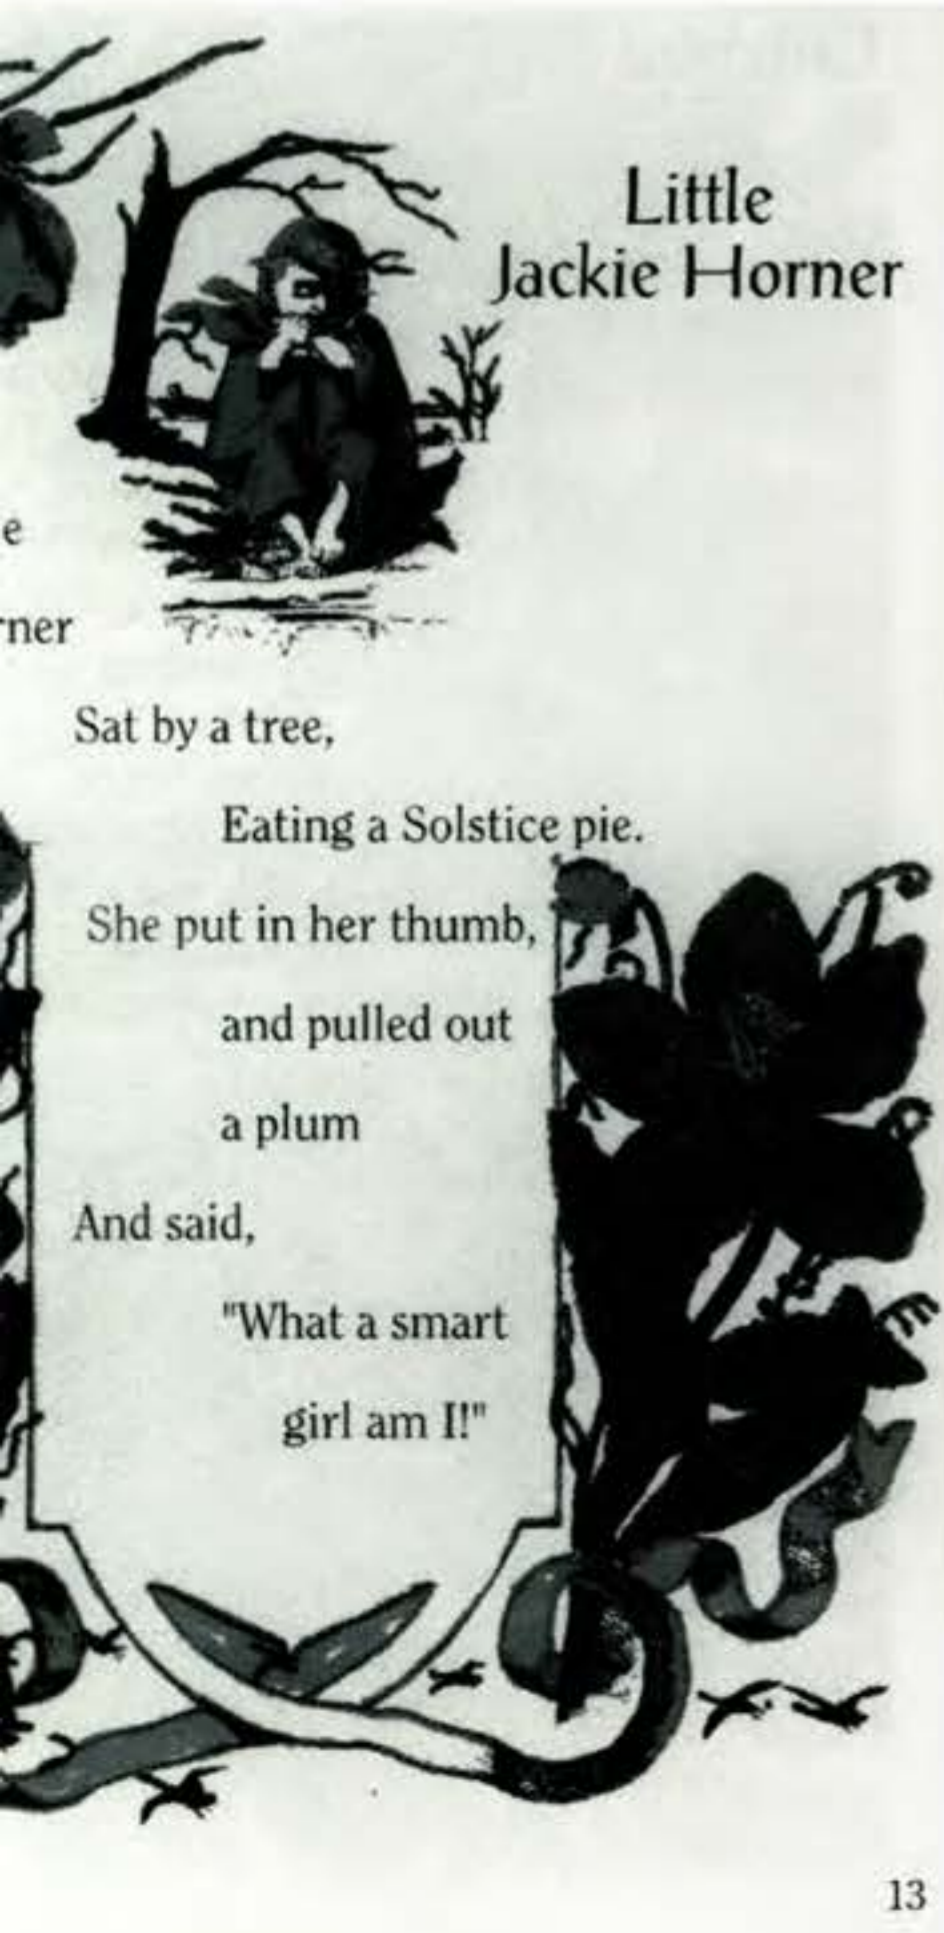 Little
Jackie Horner
e
rner
Sat by a tree,
Eating a Solstice pie.
She put in her thumb,
and pulled out
a plum
And said,
"What a smart
girl am I!"
13